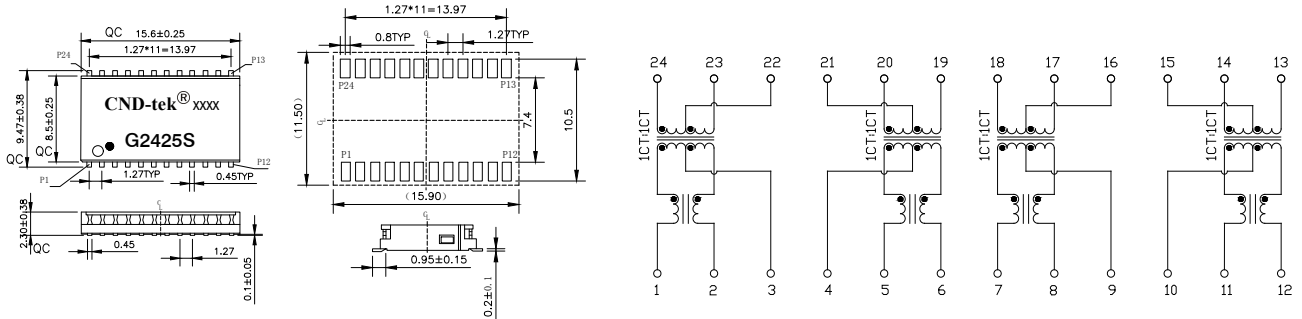 QC 15.6±0.25
1.27*11=13.97
P24
P13
9.47±0.38
8.5±0.25
CND-tek® XXXX
G2425S
QC
QC
P1
P12
1.27TYP
0.45TYP
2.30±0.38
QC
0.45
1.27
0.1±0.05
1.27*11=13.97
0.8TYP
1.27TYP
P24
P13
(11.50)
7.4
10.5
P1
P12
(15.90)
0.95±0.15
0.2±0.1
24 23 22 21 20 19 18 17 16 15 14 13
1CT:1CT
1CT:1CT
1CT:1CT
1CT:1CT
1 2 3 4 5 6 7 8 9 10 11 12